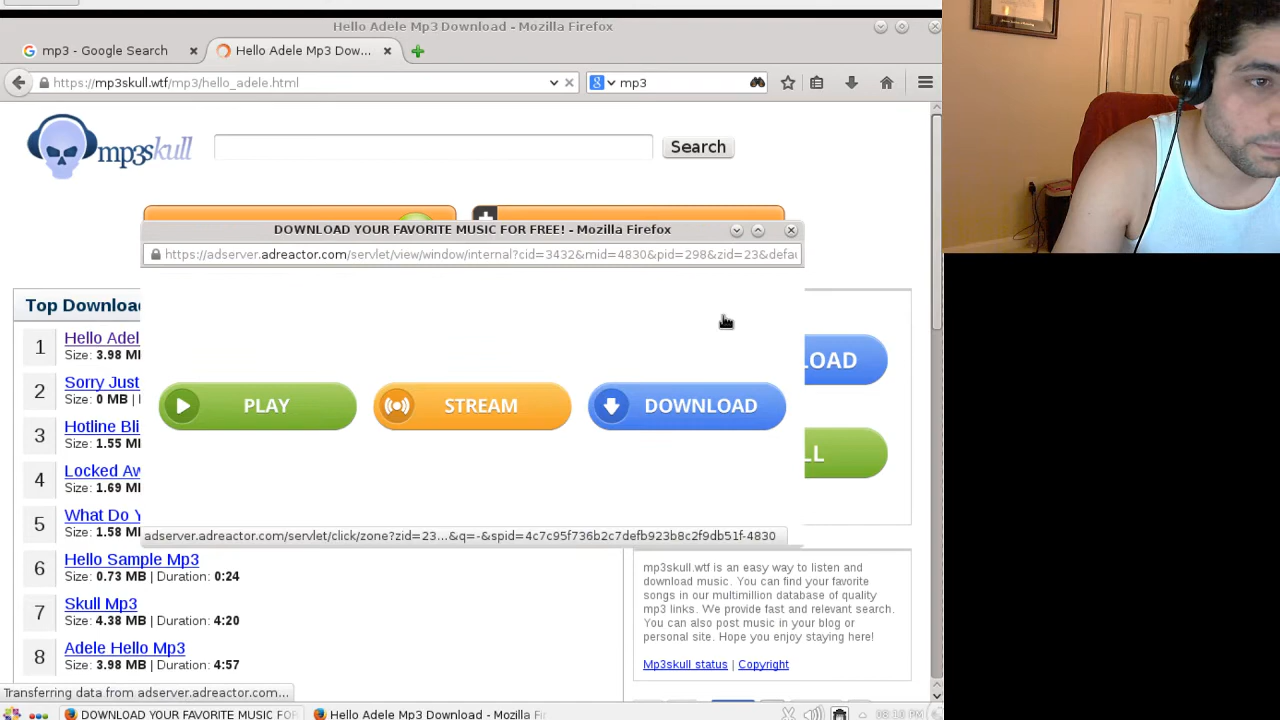 Hello Adele Mp3 Download - Mozilla Firefox
mp3 - Google Search
Hello Adele Mp3 Dow...
https://mp3skull.wtf/mp3/hello_adele.html
mp3
mp3skull
Search
DOWNLOAD YOUR FAVORITE MUSIC FOR FREE! - Mozilla Firefox
https://adserver.adreactor.com/servlet/view/window/internal?cid=3432&mid=4830&pid=298&zid=23&defau
Top Download
1 Hello Adel
Size: 3.98 M
2 Sorry Just
Size: 0 MB |
3 Hotline Bli
Size: 1.55 M
4 Locked Aw
Size: 1.69 M
5 What Do Y
Size: 1.58 M
PLAY
STREAM
DOWNLOAD
LOAD
LL
adserver.adreactor.com/servlet/click/zone?zid=23...&q=-&spid=4c7c95f736b2c7defb923b8c2f9db51f-4830
6 Hello Sample Mp3
Size: 0.73 MB | Duration: 0:24
7 Skull Mp3
Size: 4.38 MB | Duration: 4:20
8 Adele Hello Mp3
Size: 3.98 MB | Duration: 4:57
mp3skull.wtf is an easy way to listen and
download music. You can find your favorite
songs in our multimillion database of quality
mp3 links. We provide fast and relevant search.
You can also post music in your blog or
personal site. Hope you enjoy staying here!
Mp3skull status | Copyright
Transferring data from adserver.adreactor.com...
DOWNLOAD YOUR FAVORITE MUSIC FOR
Hello Adele Mp3 Download - Mozilla Fi